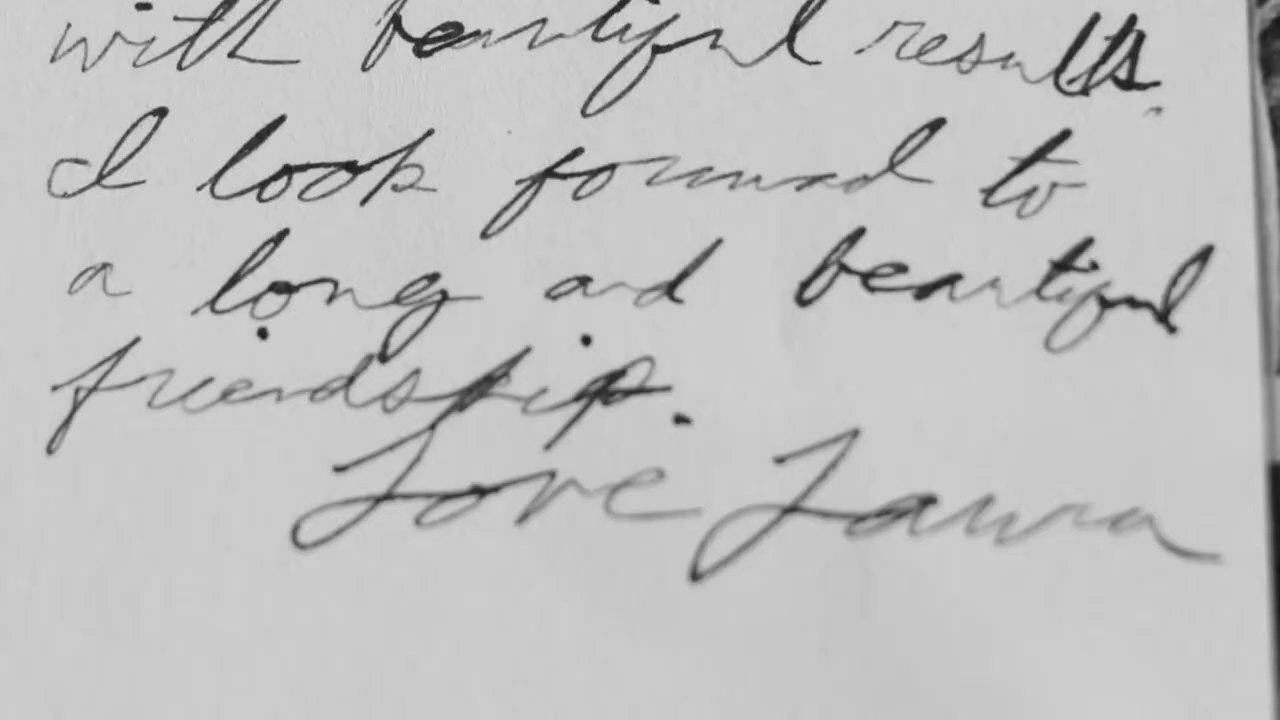 with beautiful results.
I look forward to
a long and beautiful
friendship.
Love Laura